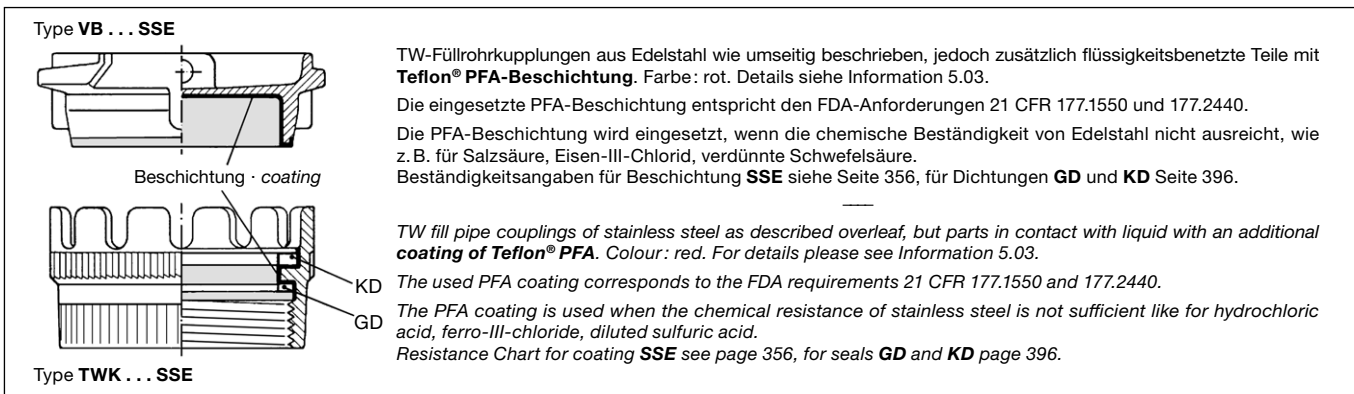 Type VB . . . SSE
Beschichtung · coating
KD
GD
Type TWK . . . SSE
TW-Füllrohrkupplungen aus Edelstahl wie umseitig beschrieben, jedoch zusätzlich flüssigkeitsbenetzte Teile mit
Teflon® PFA-Beschichtung. Farbe: rot. Details siehe Information 5.03.
Die eingesetzte PFA-Beschichtung entspricht den FDA-Anforderungen 21 CFR 177.1550 und 177.2440.
Die PFA-Beschichtung wird eingesetzt, wenn die chemische Beständigkeit von Edelstahl nicht ausreicht, wie
z. B. für Salzsäure, Eisen-III-Chlorid, verdünnte Schwefelsäure.
Beständigkeitsangaben für Beschichtung SSE siehe Seite 356, für Dichtungen GD und KD Seite 396.
TW fill pipe couplings of stainless steel as described overleaf, but parts in contact with liquid with an additional
coating of Teflon® PFA. Colour: red. For details please see Information 5.03.
The used PFA coating corresponds to the FDA requirements 21 CFR 177.1550 and 177.2440.
The PFA coating is used when the chemical resistance of stainless steel is not sufficient like for hydrochloric
acid, ferro-III-chloride, diluted sulfuric acid.
Resistance Chart for coating SSE see page 356, for seals GD and KD page 396.